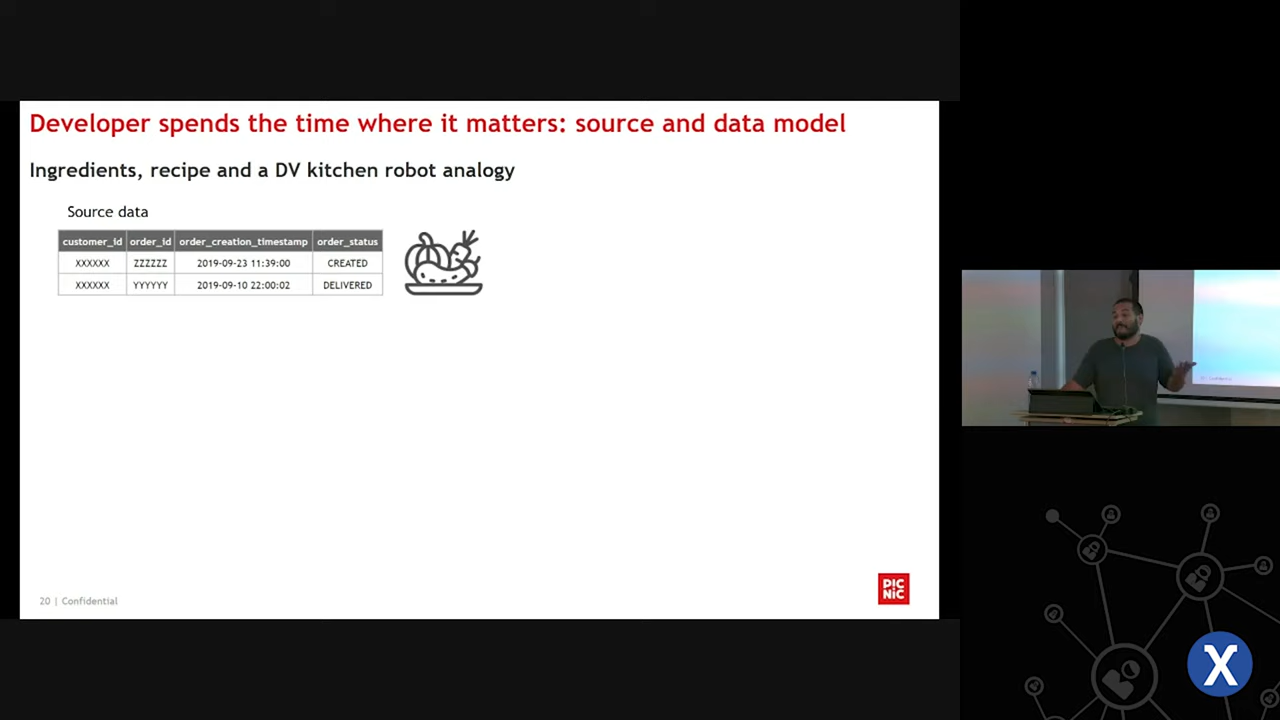 Developer spends the time where it matters: source and data model
Ingredients, recipe and a DV kitchen robot analogy
Source data
customer_id order_id order_creation_timestamp order_status
XXXXXX ZZZZZZ 2019-09-23 11:39:00 CREATED
XXXXXX YYYYYY 2019-09-10 22:00:02 DELIVERED
20 | Confidential
PIC
NIC
X